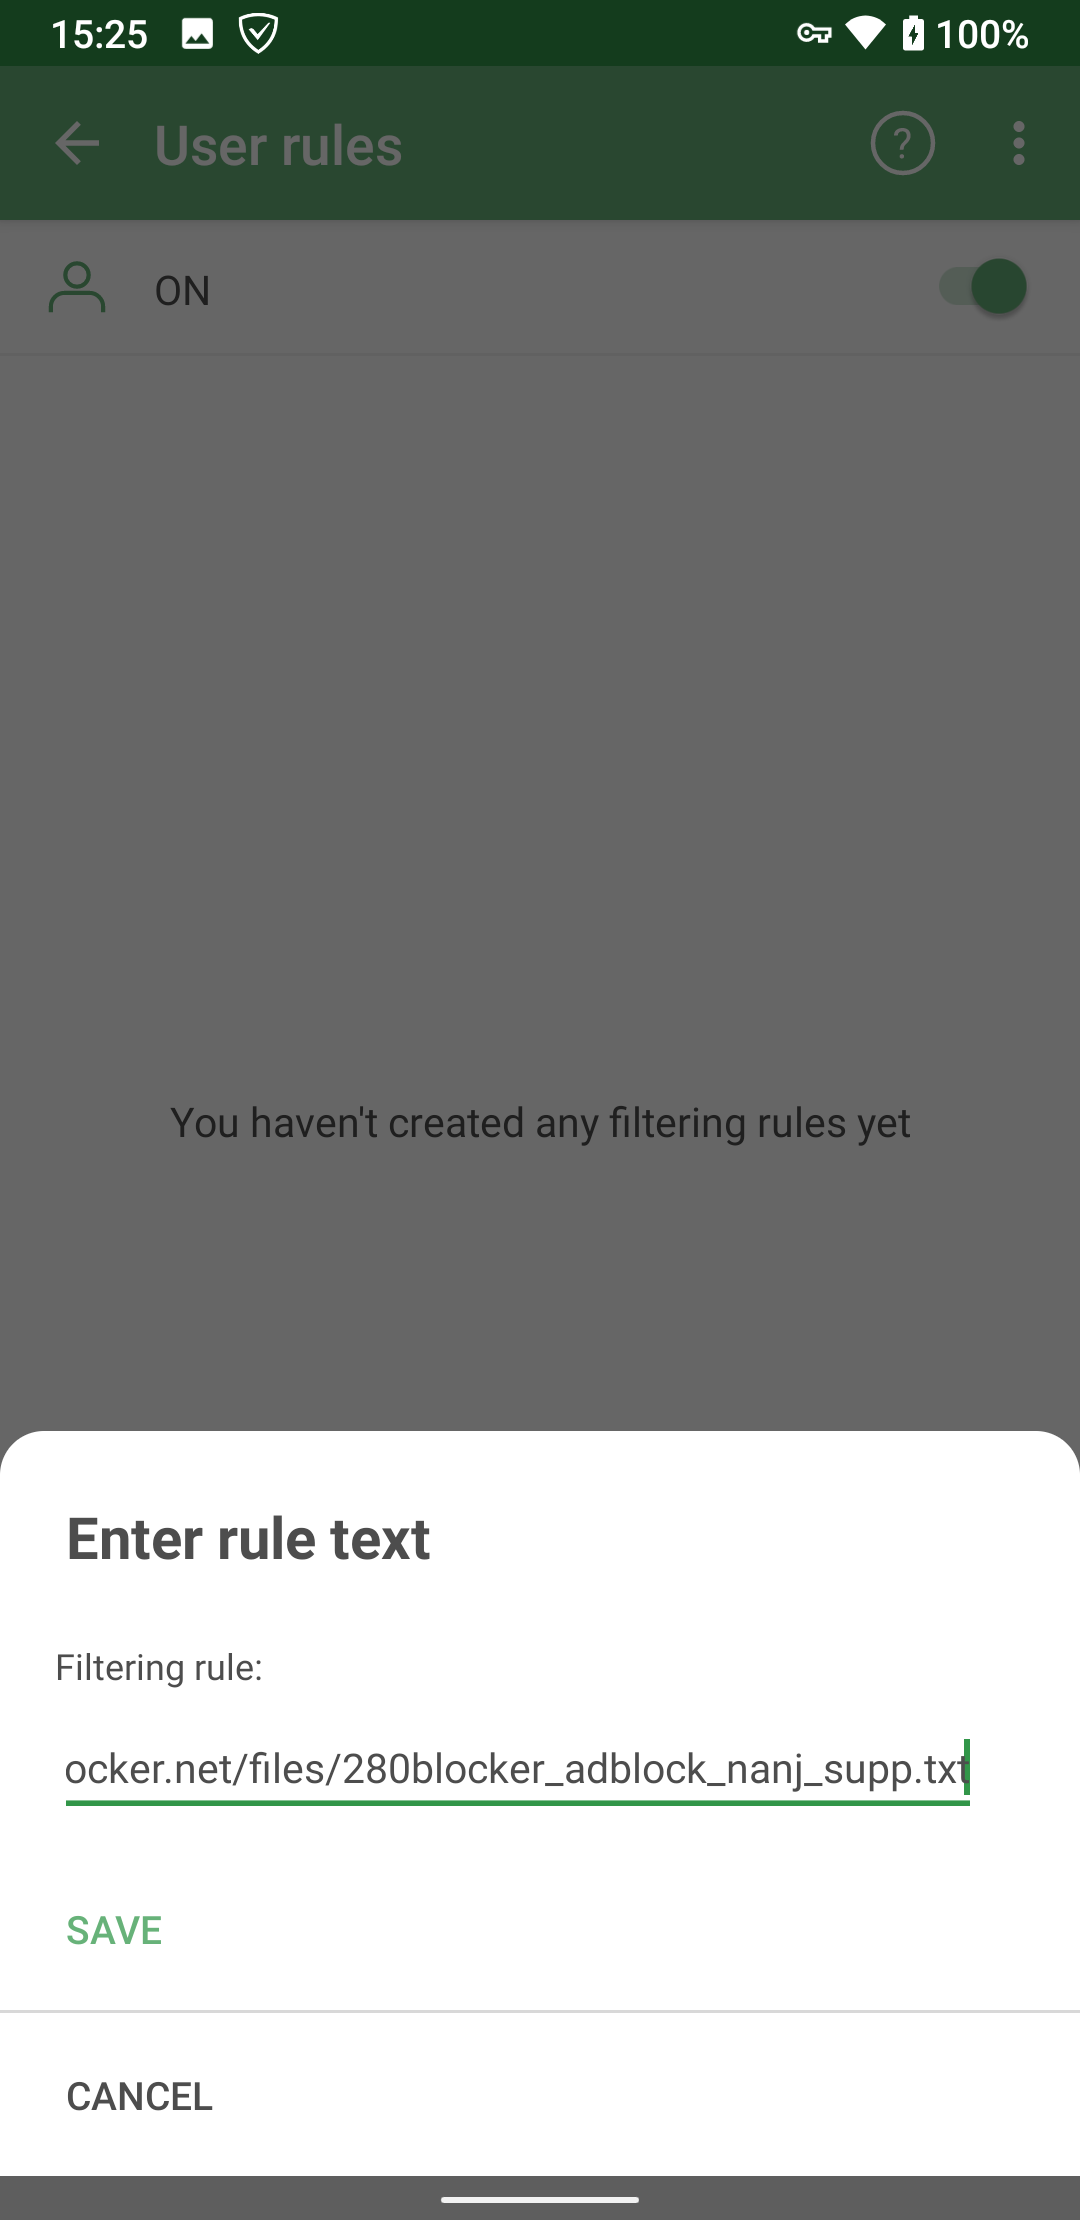 15:25
100%
User rules
?
ON
You haven't created any filtering rules yet
Enter rule text
Filtering rule:
ocker.net/files/280blocker_adblock_nanj_supp.txt
SAVE
CANCEL